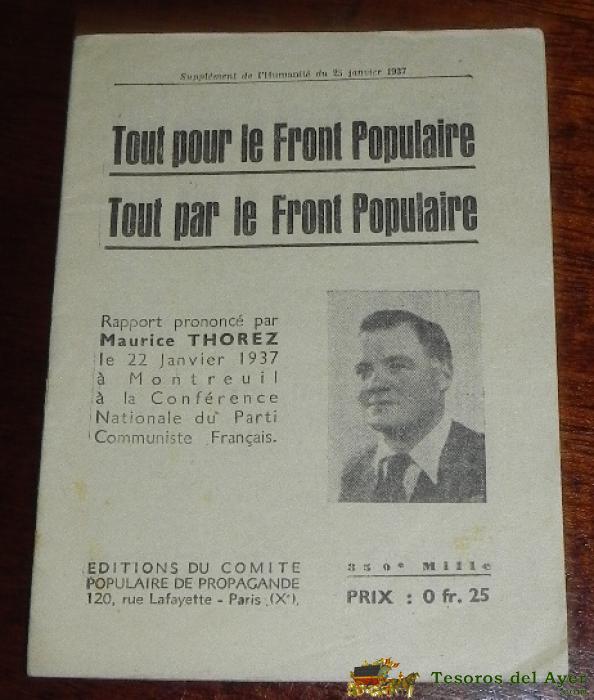 Supplément de l'Humanité du 25 janvier 1937
Tout pour le Front Populaire
Tout par le Front Populaire
Rapport prononcé par
Maurice THOREZ
le 22 Janvier 1937
à Montreuil
à la Conférence
Nationale du Parti
Communiste Français.
EDITIONS DU COMITE
POPULAIRE DE PROPAGANDE
120, rue Lafayette - Paris (Xᵉ).
350ᵉ Mille
PRIX : 0 fr. 25
Tesoros del Ayer
.com